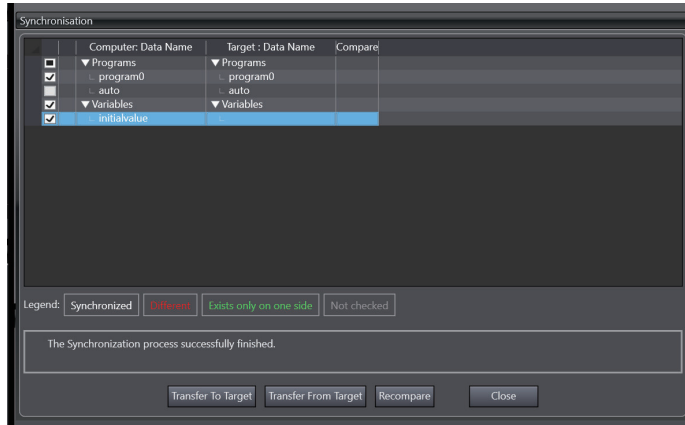 Synchronisation
Computer: Data Name Target : Data Name Compare
Programs Programs
program0 program0
auto auto
Variables Variables
initialvalue
Legend: Synchronized Different Exists only on one side Not checked
The Synchronization process successfully finished.
Transfer To Target Transfer From Target Recompare Close